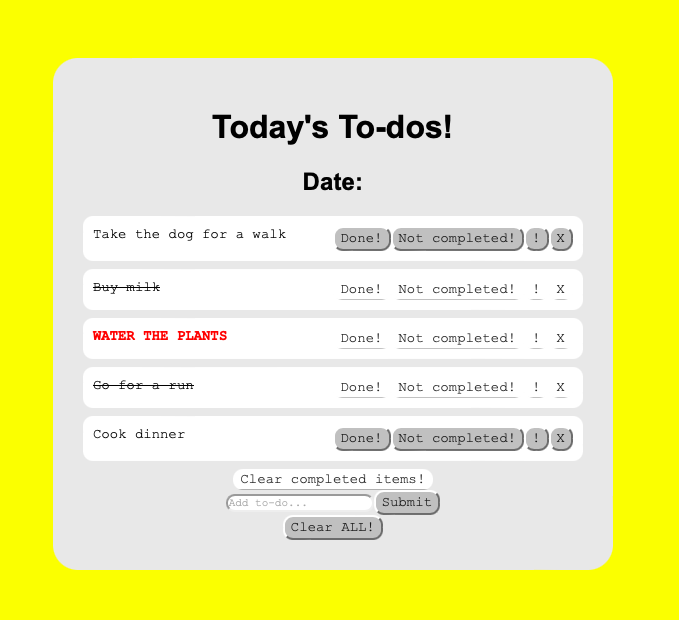 Today's To-dos!
Date:
Take the dog for a walk Done! Not completed! ! X
Buy milk Done! Not completed! ! X
WATER THE PLANTS Done! Not completed! ! X
Go for a run Done! Not completed! ! X
Cook dinner Done! Not completed! ! X
Clear completed items!
Add to-do... Submit
Clear ALL!